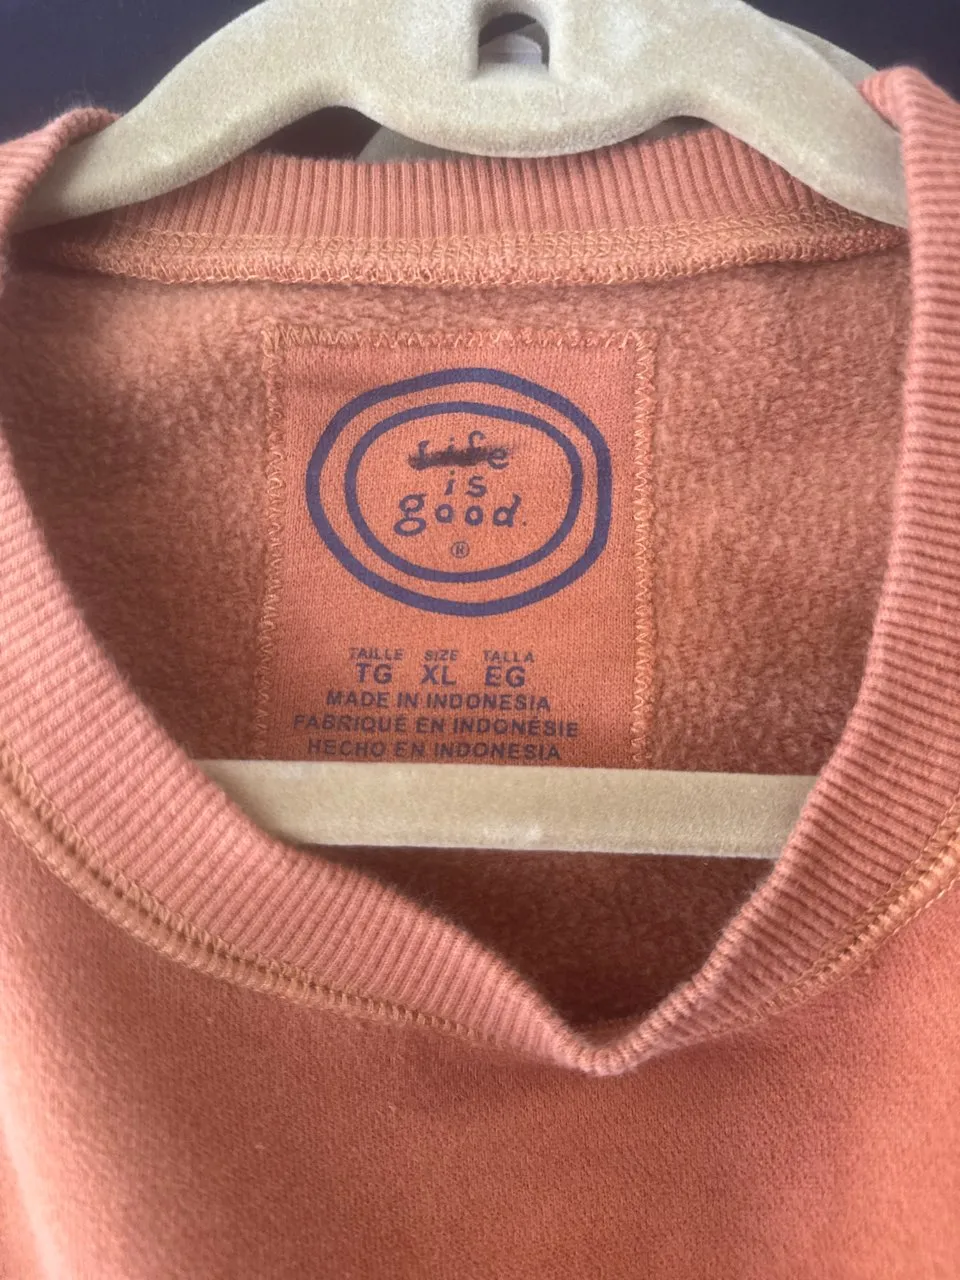 life
is
good.
®
TAILLE SIZE TALLA
TG XL EG
MADE IN INDONESIA
FABRIQUÉ EN INDONÉSIE
HECHO EN INDONESIA